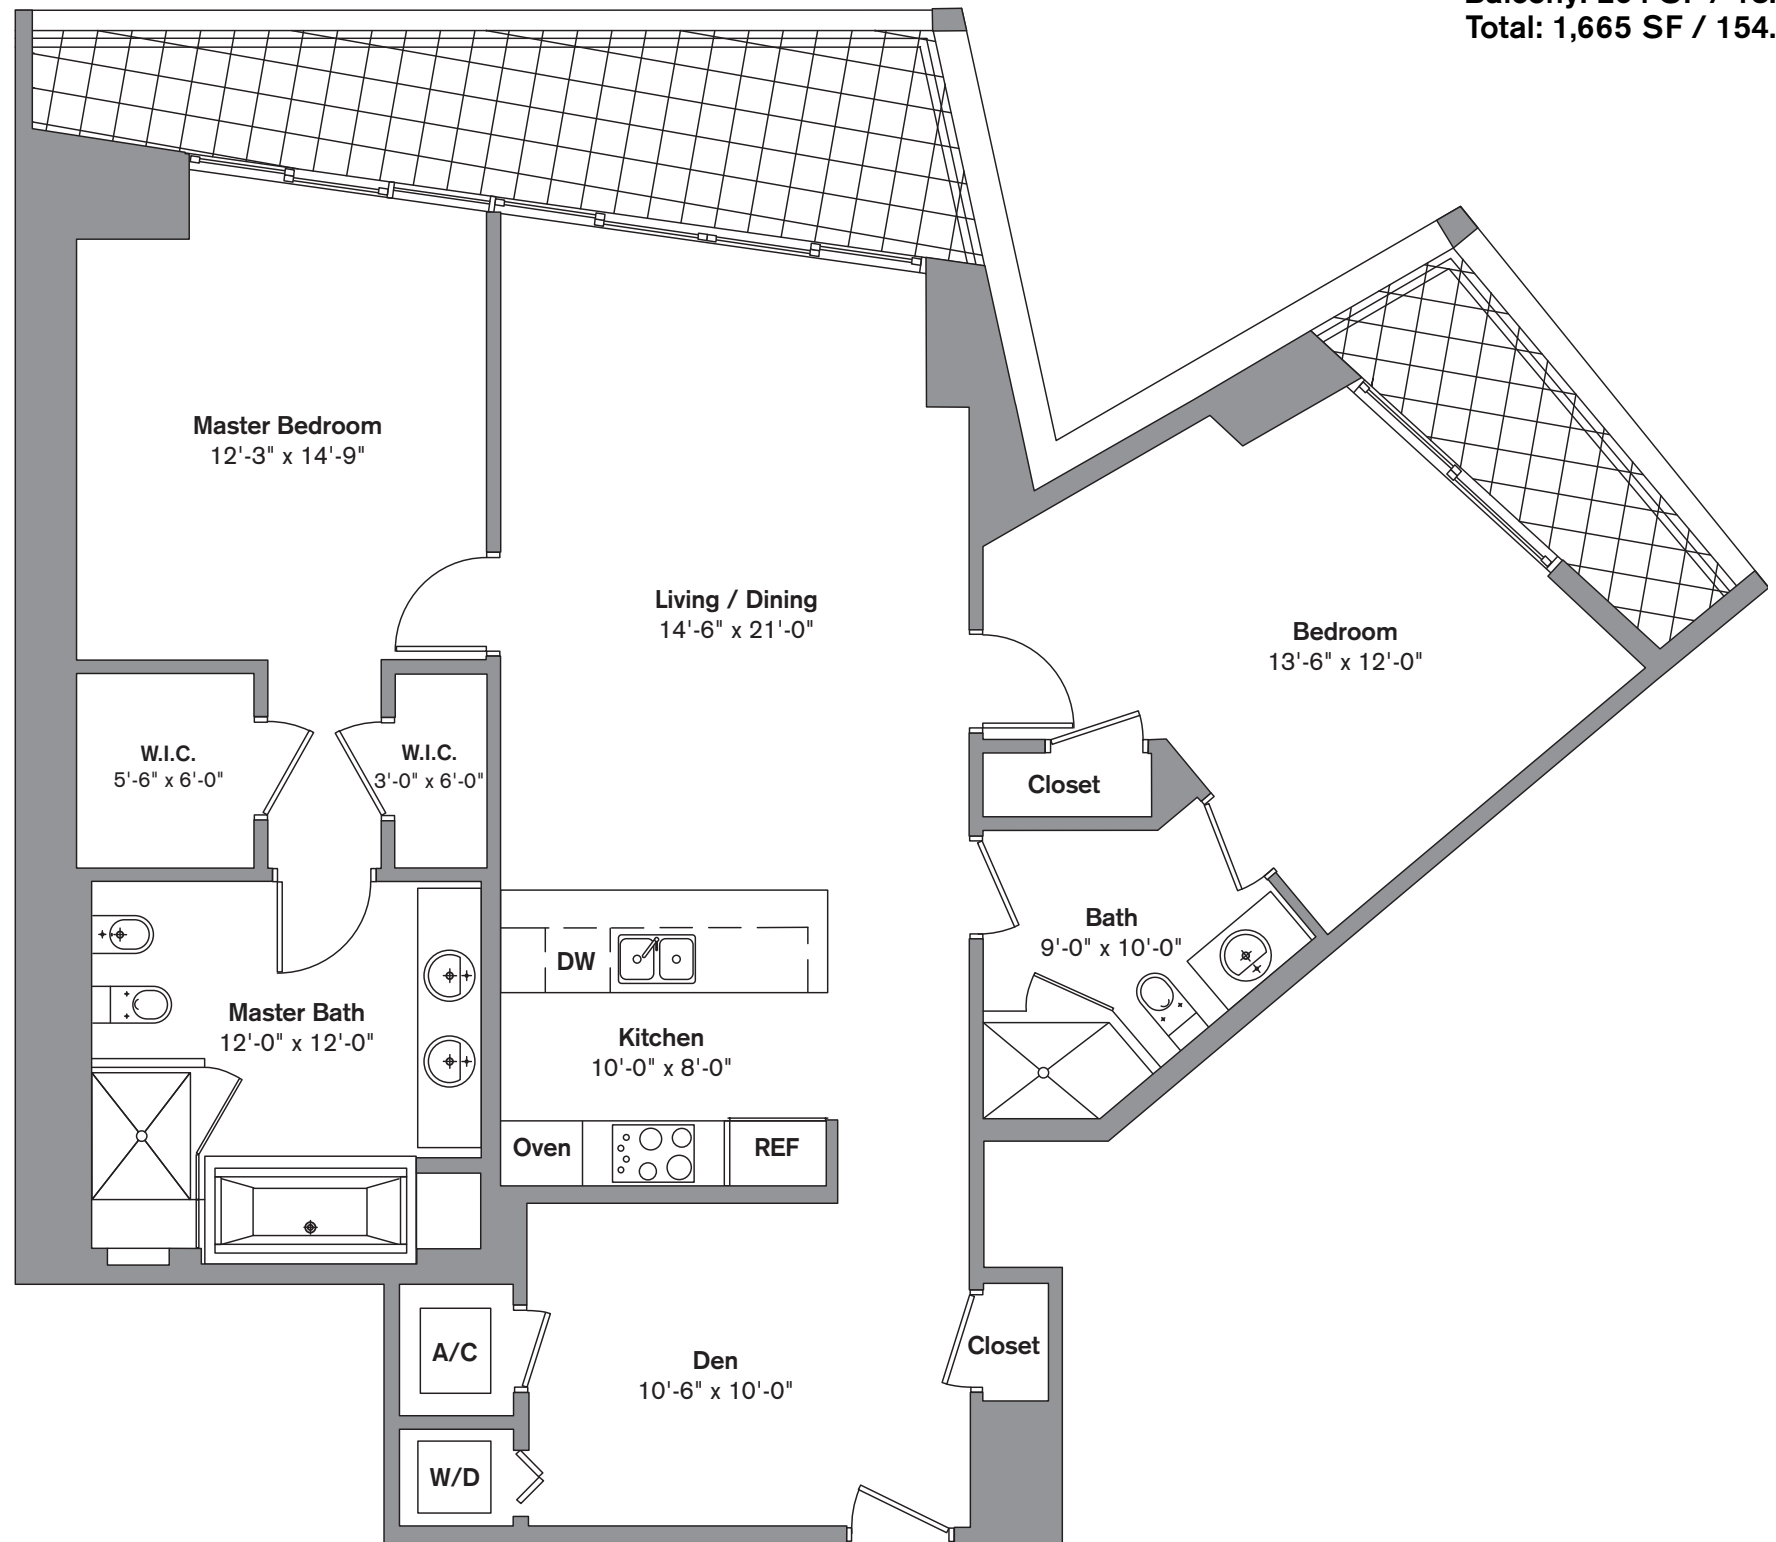 Total: 1,665 SF / 154.
Master Bedroom
12'-3" x 14'-9"
Living / Dining
14'-6" x 21'-0"
Bedroom
13'-6" x 12'-0"
W.I.C.
5'-6" x 6'-0"
W.I.C.
3'-0" x 6'-0"
Closet
Bath
9'-0" x 10'-0"
DW
Master Bath
12'-0" x 12'-0"
Kitchen
10'-0" x 8'-0"
Oven
REF
A/C
Den
10'-6" x 10'-0"
Closet
W/D